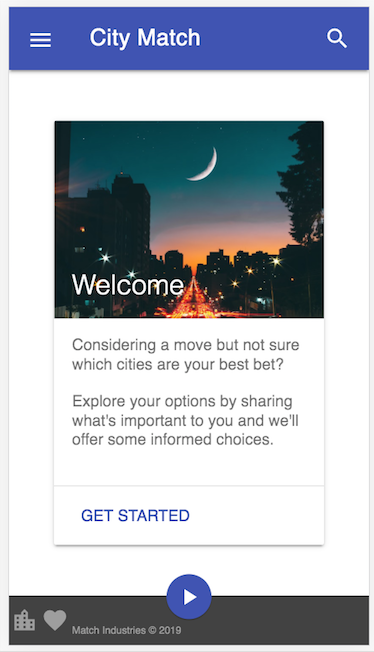 City Match
Welcome
Considering a move but not sure
which cities are your best bet?
Explore your options by sharing
what's important to you and we'll
offer some informed choices.
GET STARTED
Match Industries © 2019